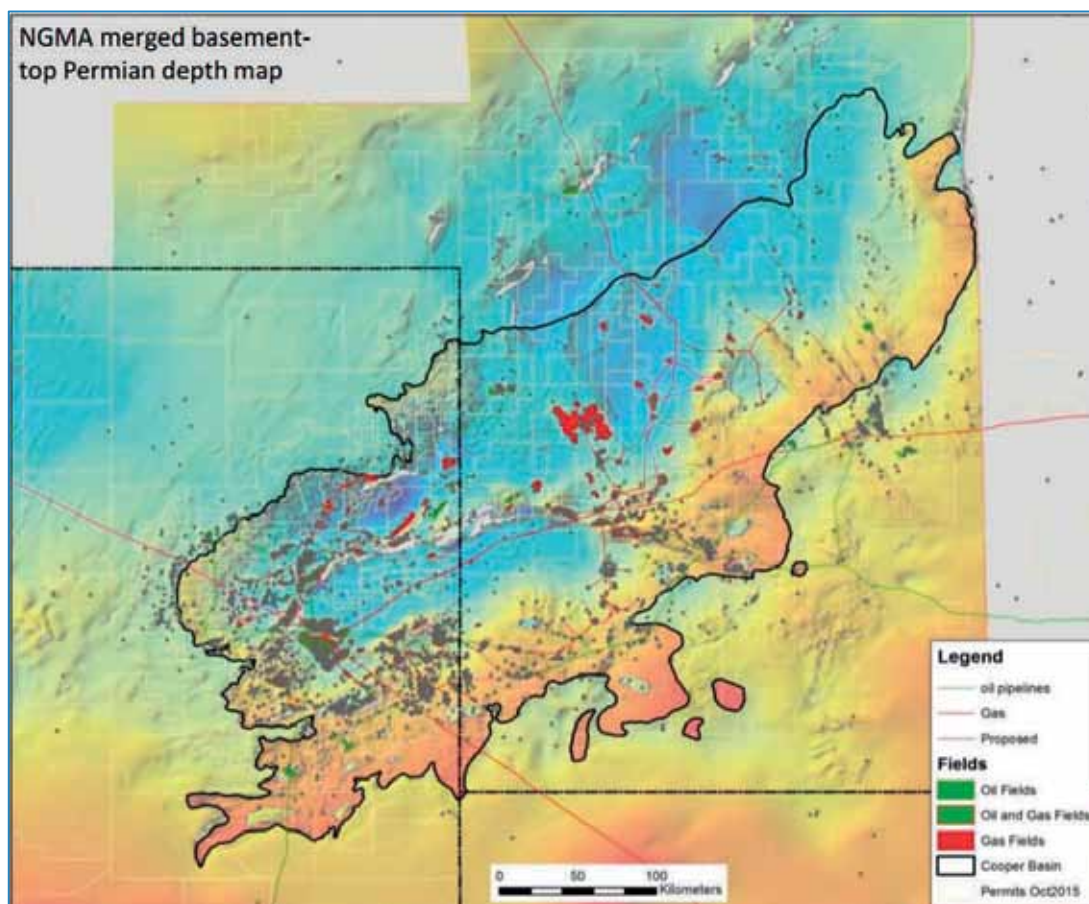 NGMA merged basement-
top Permian depth map
Legend
oil pipelines
Gas
Proposed
Fields
Oil Fields
Oil and Gas Fields
Gas Fields
Cooper Basin
Permits Oct2015
0 50 100
Kilometers